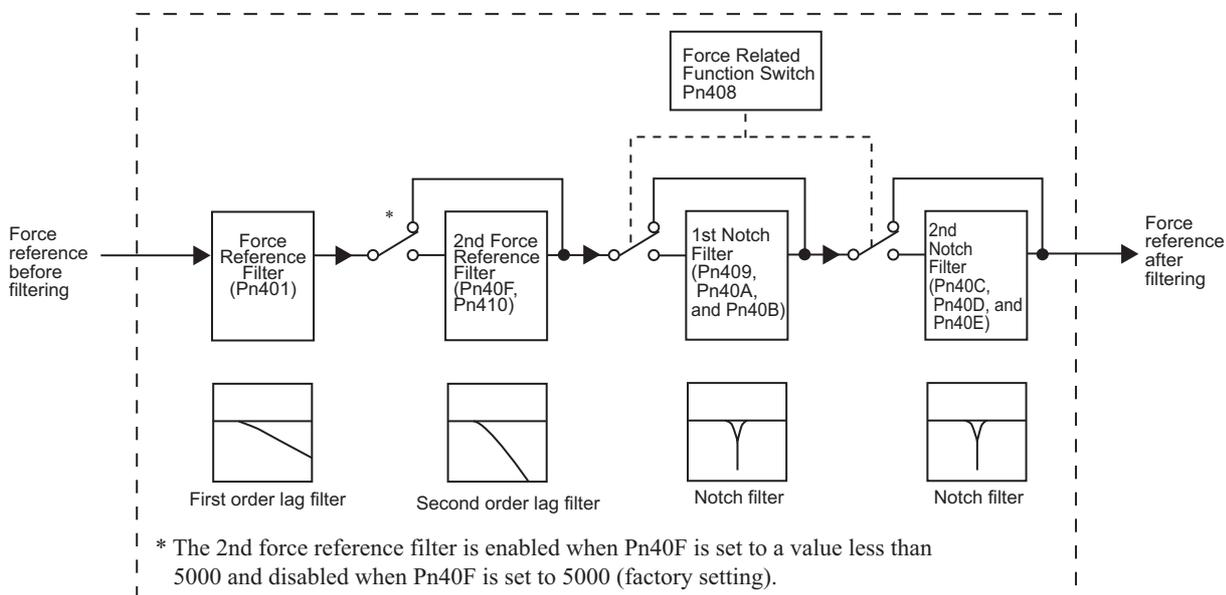 Force Related
Function Switch
Pn408
Force
reference
before
filtering
*
Force
Reference
Filter
(Pn401)
2nd Force
Reference
Filter
(Pn40F,
Pn410)
1st Notch
Filter
(Pn409,
Pn40A,
and Pn40B)
2nd
Notch
Filter
(Pn40C,
Pn40D, and
Pn40E)
Force
reference
after
filtering
First order lag filter
Second order lag filter
Notch filter
Notch filter
* The 2nd force reference filter is enabled when Pn40F is set to a value less than
5000 and disabled when Pn40F is set to 5000 (factory setting).